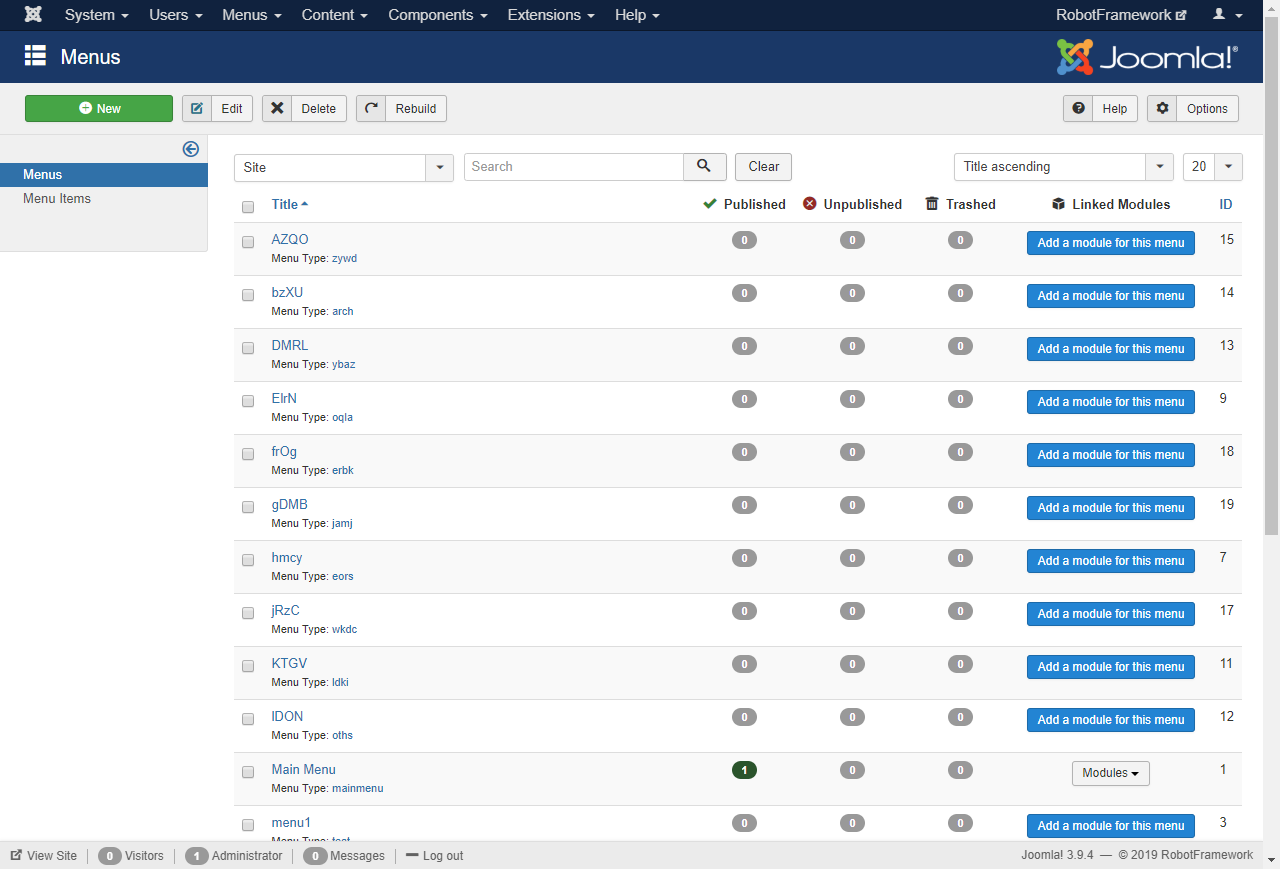 System Users Menus Content Components Extensions Help RobotFramework
Menus Joomla!®
New Edit Delete Rebuild Help Options
Site Search Clear Title ascending 20
Menus
Menu Items
Title Published Unpublished Trashed Linked Modules ID
AZQO 0 0 0 Add a module for this menu 15
Menu Type: zywd
bzXU 0 0 0 Add a module for this menu 14
Menu Type: arch
DMRL 0 0 0 Add a module for this menu 13
Menu Type: ybaz
ElrN 0 0 0 Add a module for this menu 9
Menu Type: oqla
frOg 0 0 0 Add a module for this menu 18
Menu Type: erbk
gDMB 0 0 0 Add a module for this menu 19
Menu Type: jamj
hmcy 0 0 0 Add a module for this menu 7
Menu Type: eors
jRzC 0 0 0 Add a module for this menu 17
Menu Type: wkdc
KTGV 0 0 0 Add a module for this menu 11
Menu Type: ldki
lDON 0 0 0 Add a module for this menu 12
Menu Type: oths
Main Menu 1 0 0 Modules 1
Menu Type: mainmenu
menu1 0 0 0 Add a module for this menu 3
View Site 0 Visitors 1 Administrator 0 Messages Log out Joomla! 3.9.4 — © 2019 RobotFramework